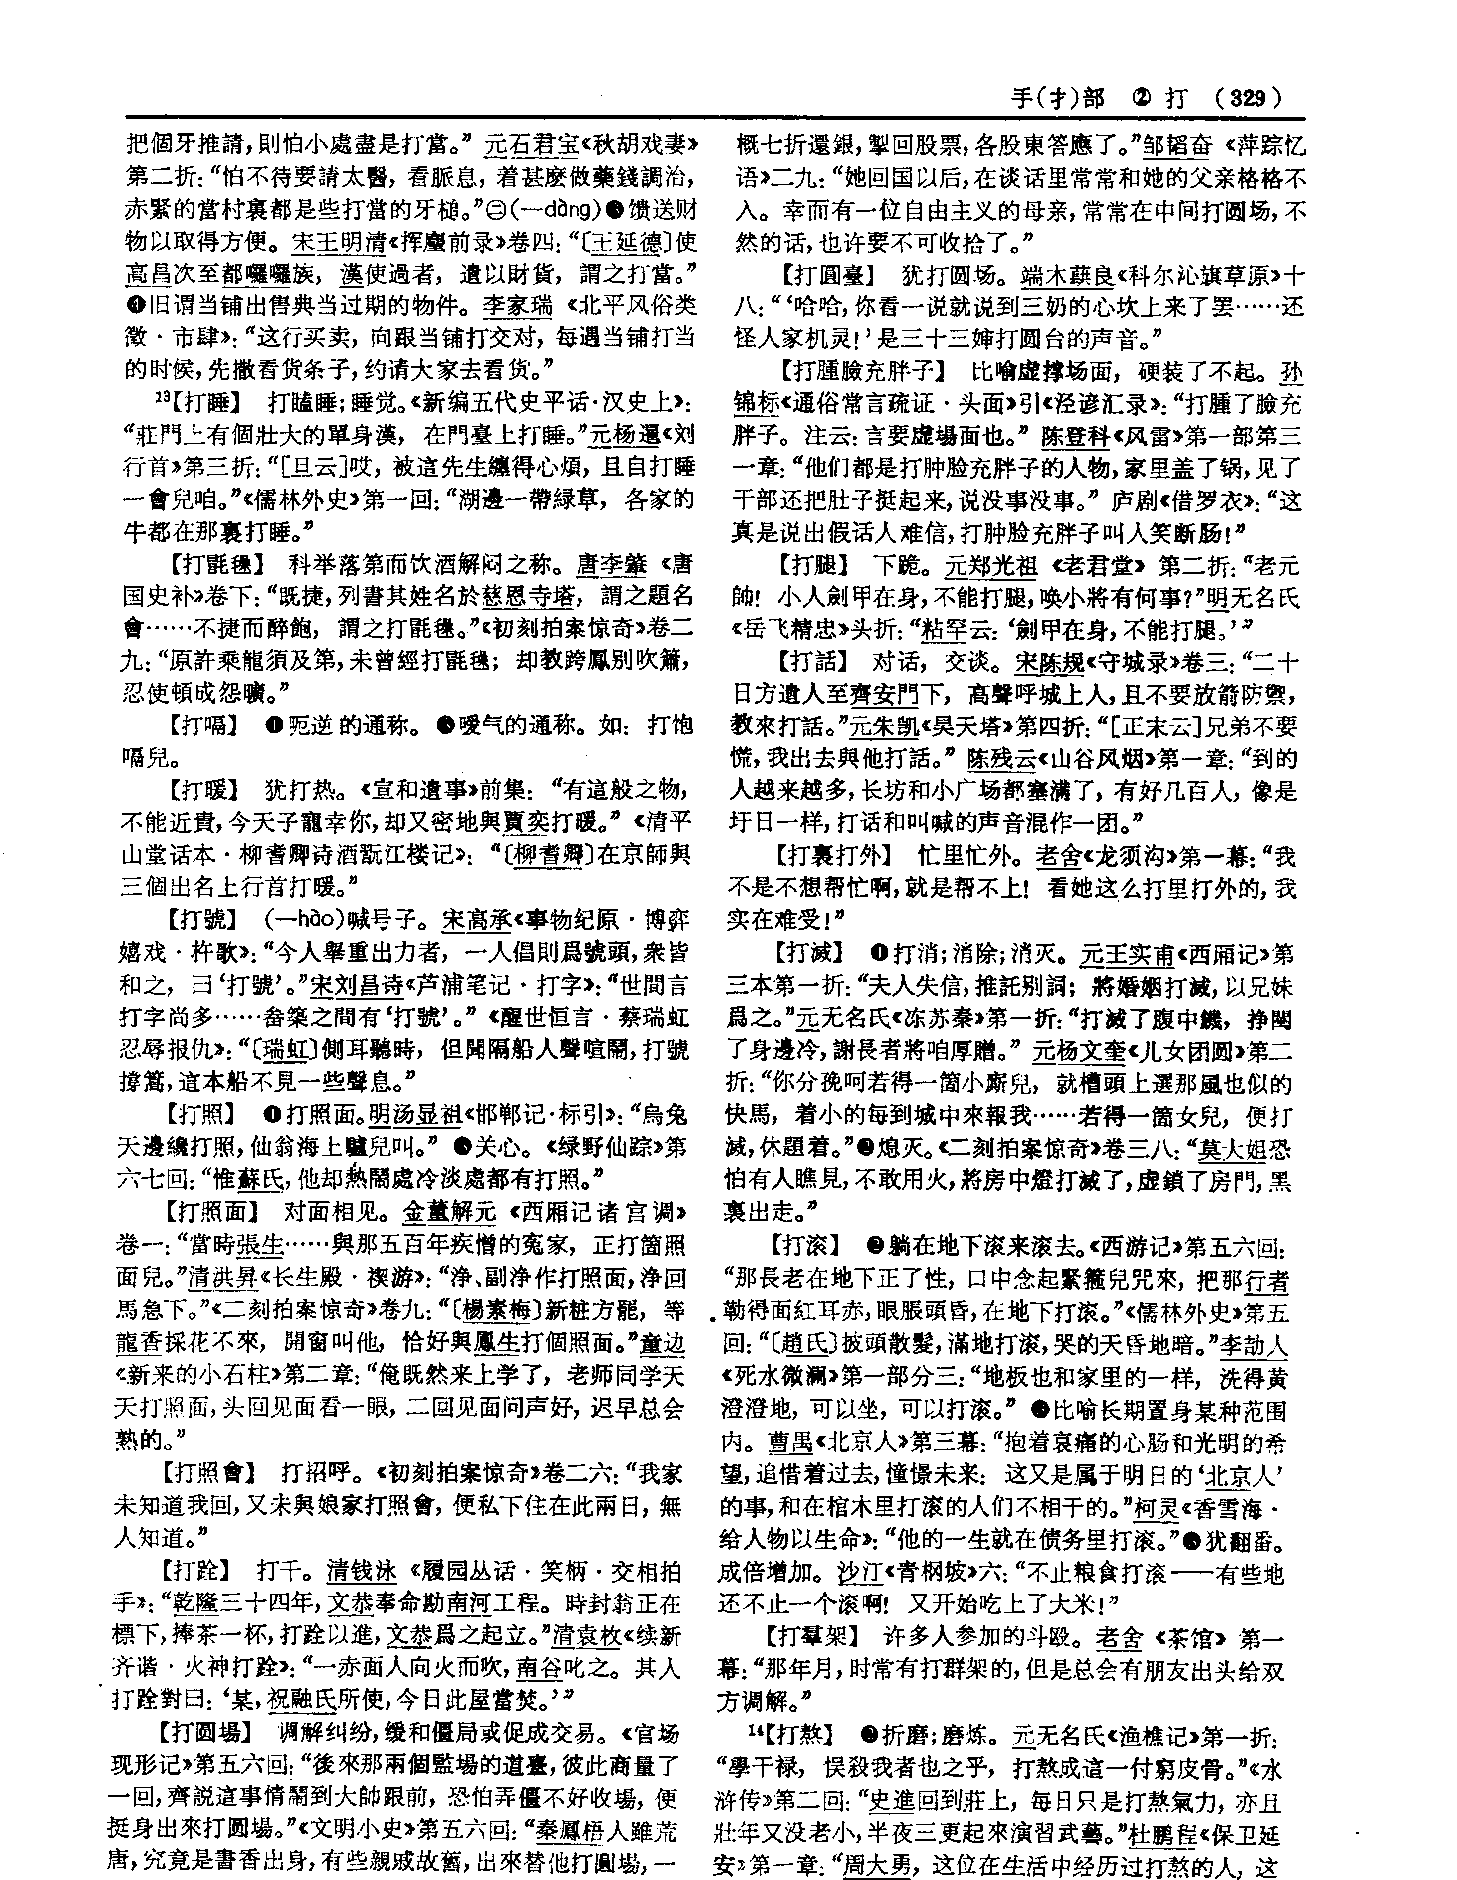 手(扌)部 ② 打 (329)
把個牙推請,則怕小處盡是打當。”元石君宝《秋胡戏妻》
第二折:“怕不待要請太醫,看脈息,着甚麽做藥錢調治,
赤緊的當村裏都是些打當的牙槌。”㊂(一dàng)❶馈送财
物以取得方便。宋王明清《挥麈前录》卷四:“〔王延德〕使
高昌次至都囉囉族,漢使過者,遺以財貨,謂之打當。”
❷旧谓当铺出售典当过期的物件。李家瑞《北平风俗类
徵·市肆》:“这行买卖,向跟当铺打交对,每遇当铺打当
的时候,先撒看货条子,约请大家去看货。”
13【打睡】 打瞌睡;睡觉。《新编五代史平话·汉史上》:
“莊門上有個壯大的單身漢,在門臺上打睡。”元杨暹《刘
行首》第三折:“[旦云]哎,被這先生纏得心煩,且自打睡
一會兒咱。”《儒林外史》第一回:“湖邊一帶緑草,各家的
牛都在那裏打睡。”
【打毷氉】 科举落第而饮酒解闷之称。唐李肇《唐
国史补》卷下:“既捷,列書其姓名於慈恩寺塔,謂之題名
會……不捷而醉飽,謂之打毷氉。”《初刻拍案惊奇》卷二
九:“原許乘龍須及第,未曾經打毷氉;却教跨鳳别吹簫,
忍使頓成怨曠。”
【打嗝】 ❶呃逆的通称。❷嗳气的通称。如:打饱
嗝兒。
【打暖】 犹打热。《宣和遺事》前集:“有這般之物,
不能近貴,今天子寵幸你,却又密地與賈奕打暖。”《清平
山堂话本·柳耆卿诗酒翫江楼记》:“〔柳耆卿〕在京師與
三個出名上行首打暖。”
【打號】 (一hào)喊号子。宋高承《事物纪原·博弈
嬉戏·杵歌》:“今人舉重出力者,一人倡則爲號頭,衆皆
和之,曰‘打號’。”宋刘昌诗《芦浦笔记·打字》:“世間言
打字尚多……畚築之間有‘打號’。”《醒世恒言·蔡瑞虹
忍辱报仇》:“〔瑞虹〕側耳聽時,但聞隔船人聲喧鬧,打號
撐篙,這本船不見一些聲息。”
【打照】 ❶打照面。明汤显祖《邯郸记·标引》:“烏兔
天邊纔打照,仙翁海上驢兒叫。”❷关心。《绿野仙踪》第
六七回:“惟蘇氏,他却熱鬧處冷淡處都有打照。”
【打照面】 对面相见。金董解元《西厢记诸宫调》
卷一:“當時張生……與那五百年疾憎的寃家,正打箇照
面兒。”清洪昇《长生殿·禊游》:“净、副净作打照面,净回
馬急下。”《二刻拍案惊奇》卷九:“〔楊素梅〕新粧方罷,等
龍香採花不來,開窗叫他,恰好與鳳生打個照面。”童边
《新来的小石柱》第二章:“俺既然来上学了,老师同学天
天打照面,头回见面看一眼,二回见面问声好,迟早总会
熟的。”
【打照會】 打招呼。《初刻拍案惊奇》卷二六:“我家
未知道我回,又未與娘家打照會,便私下住在此兩日,無
人知道。”
【打跧】 打千。清钱泳《履园丛话·笑柄·交相拍
手》:“乾隆三十四年,文恭奉命勘南河工程。時封翁正在
標下,捧茶一杯,打跧以進,文恭爲之起立。”清袁枚《续新
齐谐·火神打跧》:“一赤面人向火而吹,南谷叱之。其人
打跧對曰:‘某,祝融氏所使,今日此屋當焚。’”
【打圓場】 调解纠纷,缓和僵局或促成交易。《官场
现形记》第五六回:“後來那兩個監場的道臺,彼此商量了
一回,齊説這事情鬧到大帥跟前,恐怕弄僵不好收場,便
挺身出來打圓場。”《文明小史》第五六回:“秦鳳梧人雖荒
唐,究竟是書香出身,有些親戚故舊,出來替他打圓場,一
概七折還銀,掣回股票,各股東答應了。”邹韬奋《萍踪忆
语》二九:“她回国以后,在谈话里常常和她的父亲格格不
入。幸而有一位自由主义的母亲,常常在中间打圆场,不
然的话,也许要不可收拾了。”
【打圓臺】 犹打圆场。端木蕻良《科尔沁旗草原》十
八:“‘哈哈,你看一说就说到三奶的心坎上来了罢……还
怪人家机灵!’是三十三婶打圆台的声音。”
【打腫臉充胖子】 比喻虚撑场面,硬装了不起。孙
锦标《通俗常言疏证·头面》引《泾谚汇录》:“打腫了臉充
胖子。注云:言要虚場面也。”陈登科《风雷》第一部第三
一章:“他们都是打肿脸充胖子的人物,家里盖了锅,见了
干部还把肚子挺起来,说没事没事。”庐剧《借罗衣》:“这
真是说出假话人难信,打肿脸充胖子叫人笑断肠!”
【打腿】 下跪。元郑光祖《老君堂》第二折:“老元
帥!小人劍甲在身,不能打腿,唤小將有何事?”明无名氏
《岳飞精忠》头折:“粘罕云:‘劍甲在身,不能打腿。’”
【打話】 对话,交谈。宋陈规《守城录》卷三:“二十
日方遣人至齊安門下,高聲呼城上人,且不要放箭防禦,
教來打話。”元朱凯《昊天塔》第四折:“[正末云]兄弟不要
慌,我出去與他打話。”陈残云《山谷风烟》第一章:“到的
人越来越多,长坊和小广场都塞满了,有好几百人,像是
圩日一样,打话和叫喊的声音混作一团。”
【打裏打外】 忙里忙外。老舍《龙须沟》第一幕:“我
不是不想帮忙啊,就是帮不上!看她这么打里打外的,我
实在难受!”
【打滅】 ❶打消;消除;消灭。元王实甫《西厢记》第
三本第一折:“夫人失信,推託别詞;將婚姻打滅,以兄妹
爲之。”元无名氏《冻苏秦》第一折:“打滅了腹中饑,掙䦟
了身邊冷,謝長者將咱厚贈。”元杨文奎《儿女团圆》第二
折:“你分娩呵若得一箇小廝兒,就槽頭上選那風也似的
快馬,着小的每到城中來報我……若得一箇女兒,便打
滅,休題着。”❷熄灭。《二刻拍案惊奇》卷三八:“莫大姐恐
怕有人瞧見,不敢用火,將房中燈打滅了,虚鎖了房門,黑
裏出走。”
【打滚】 ❶躺在地下滚来滚去。《西游记》第五六回:
“那長老在地下正了性,口中念起緊箍兒咒來,把那行者
勒得面紅耳赤,眼脹頭昏,在地下打滚。”《儒林外史》第五
回:“〔趙氏〕披頭散髮,滿地打滚,哭的天昏地暗。”李劼人
《死水微澜》第一部分三:“地板也和家里的一样,洗得黄
澄澄地,可以坐,可以打滚。”❷比喻长期置身某种范围
内。曹禺《北京人》第三幕:“抱着哀痛的心肠和光明的希
望,追惜着过去,憧憬未来:这又是属于明日的‘北京人’
的事,和在棺木里打滚的人们不相干的。”柯灵《香雪海·
给人物以生命》:“他的一生就在债务里打滚。”❸犹翻番。
成倍增加。沙汀《青㭎坡》六:“不止粮食打滚——有些地
还不止一个滚啊!又开始吃上了大米!”
【打羣架】 许多人参加的斗殴。老舍《茶馆》第一
幕:“那年月,时常有打群架的,但是总会有朋友出头给双
方调解。”
14【打熬】 ❶折磨;磨炼。元无名氏《渔樵记》第一折:
“學干禄,悮殺我者也之乎,打熬成這一付窮皮骨。”《水
浒传》第二回:“史進回到莊上,每日只是打熬氣力,亦且
壯年又没老小,半夜三更起來演習武藝。”杜鹏程《保卫延
安》第一章:“周大勇,这位在生活中经历过打熬的人,这